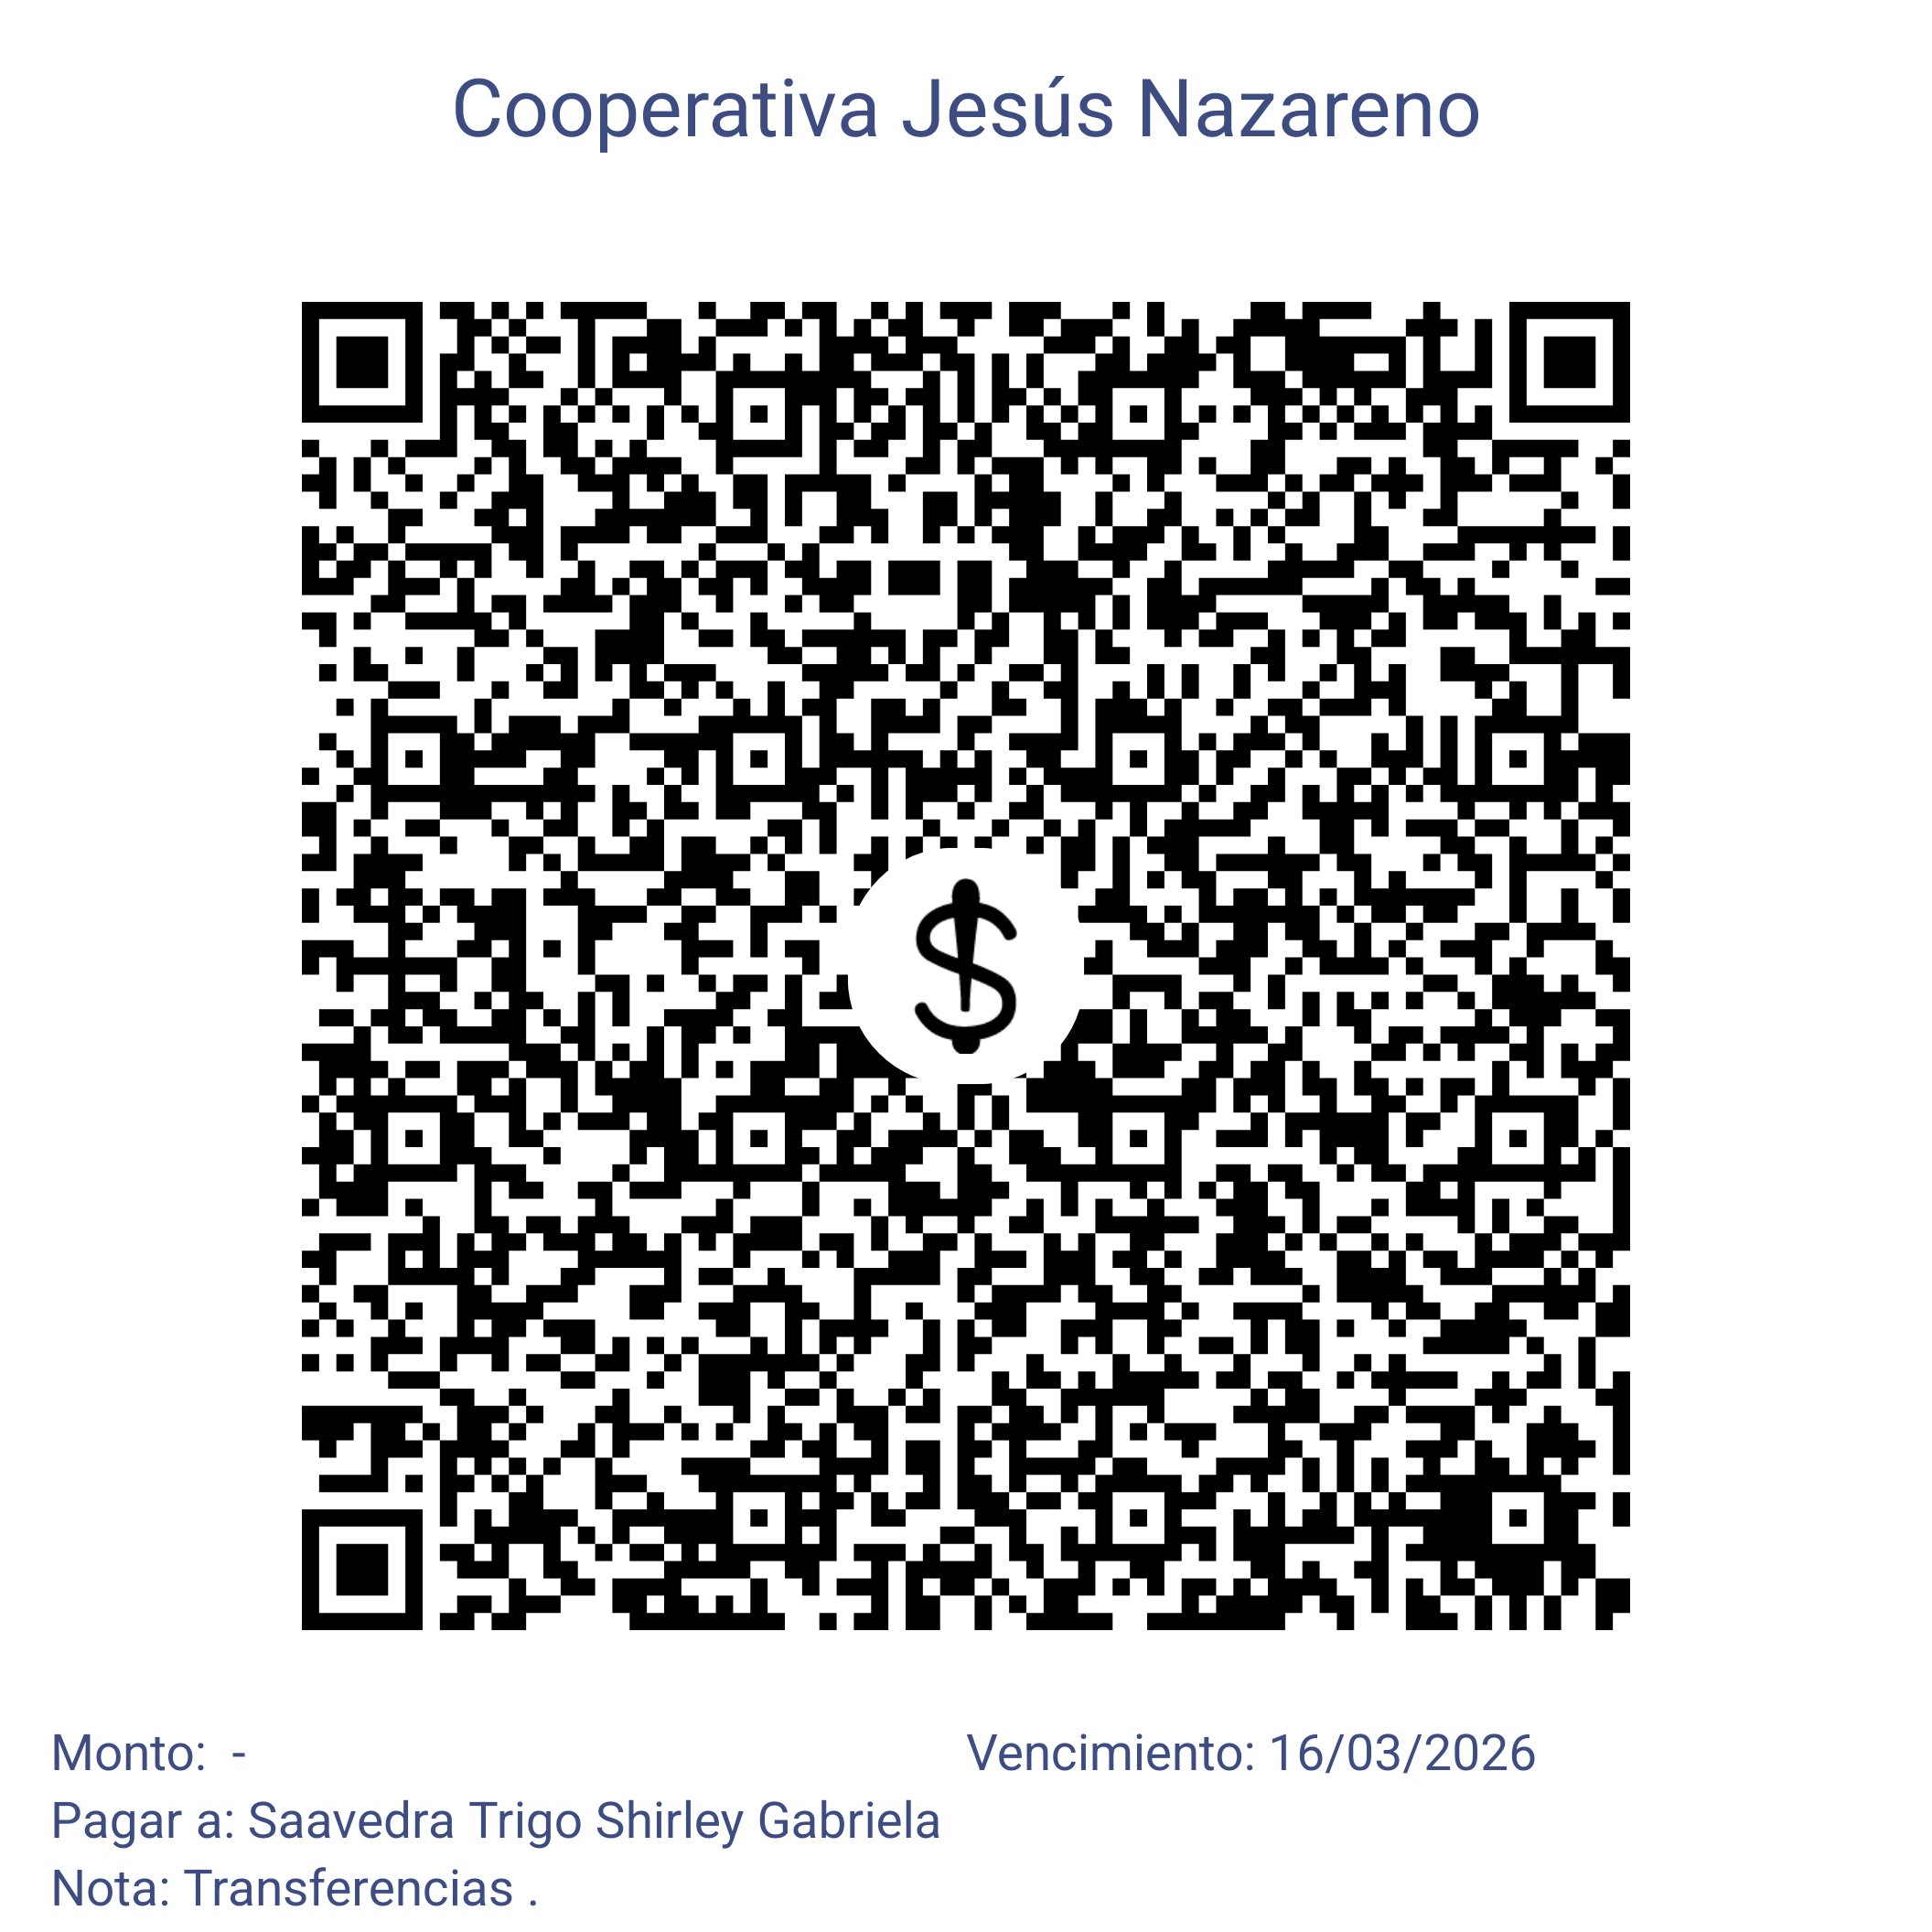 Cooperativa Jesús Nazareno
$
Monto: -
Vencimiento: 16/03/2026
Pagar a: Saavedra Trigo Shirley Gabriela
Nota: Transferencias .